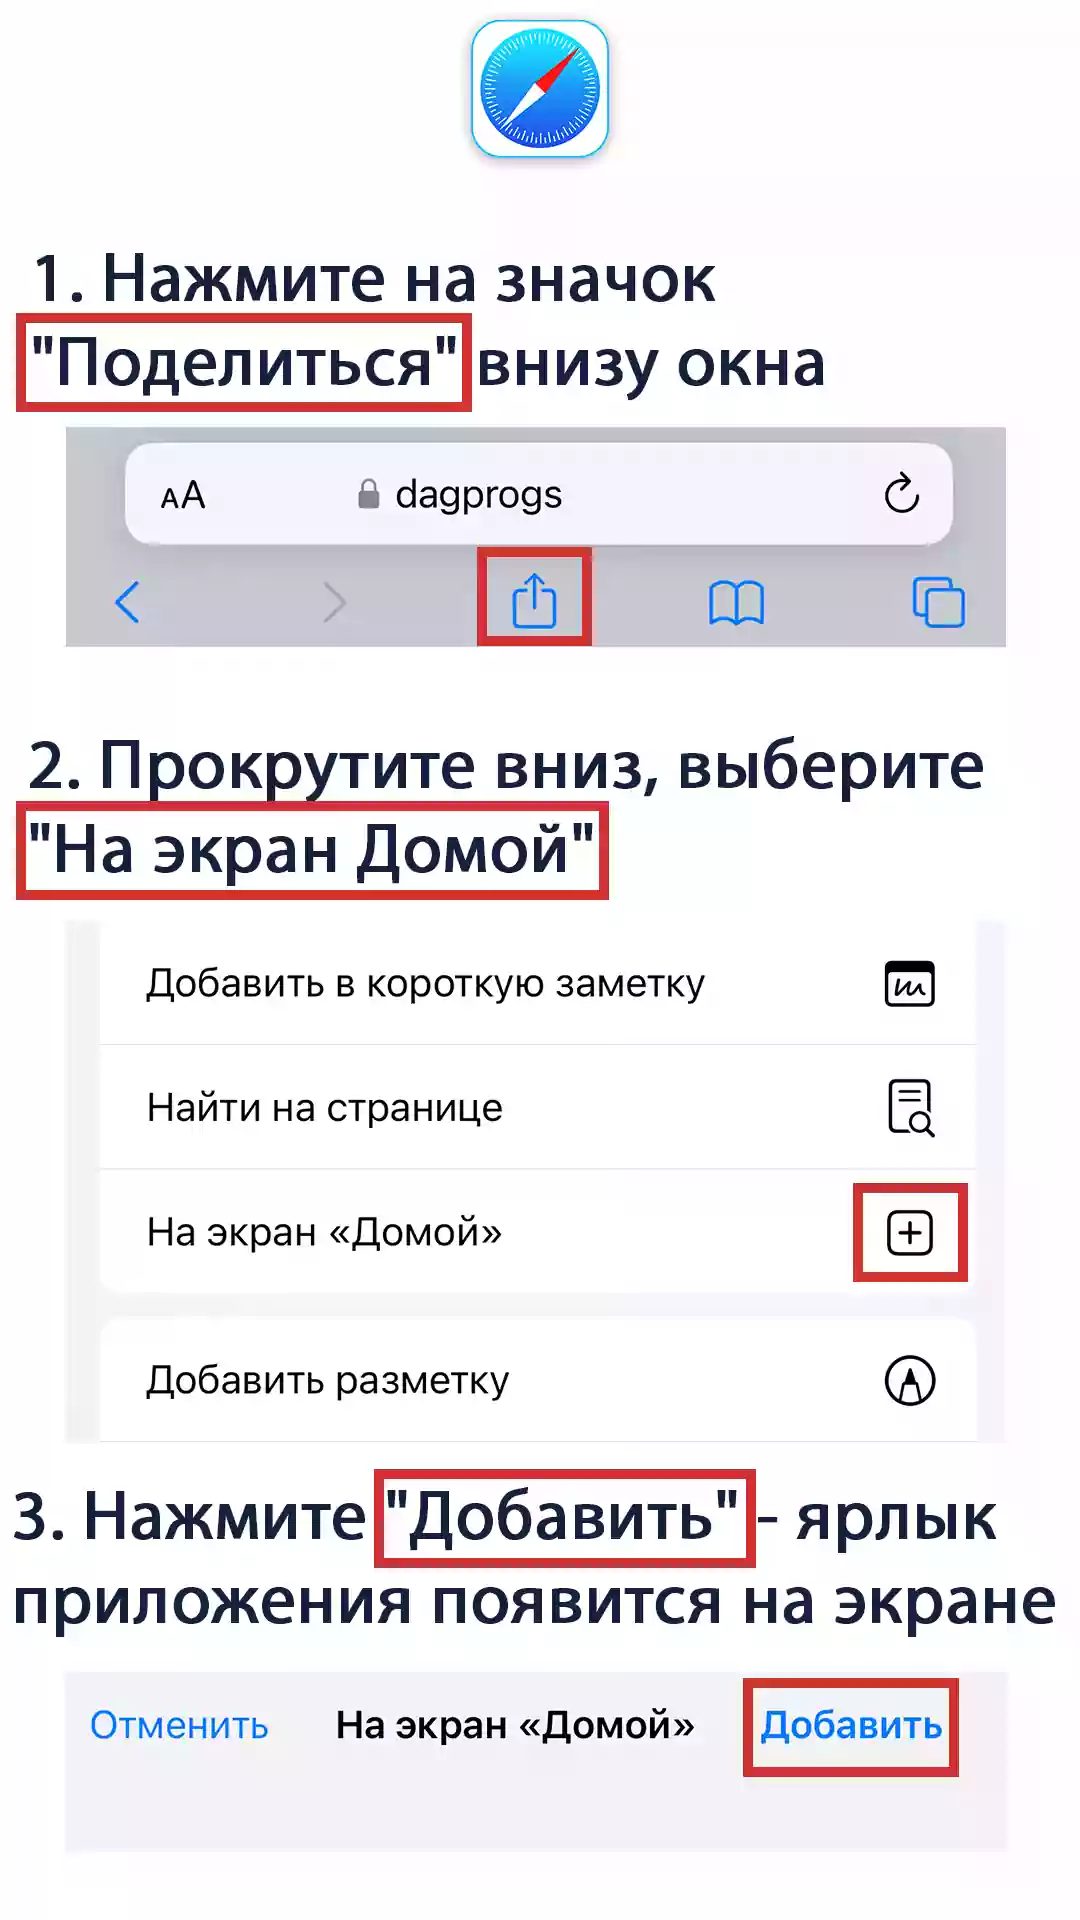 1. Нажмите на значок
"Поделиться" внизу окна
AA dagprogs
2. Прокрутите вниз, выберите
"На экран Домой"
Добавить в короткую заметку
Найти на странице
На экран «Домой»
Добавить разметку
3. Нажмите "Добавить" - ярлык
приложения появится на экране
Отменить На экран «Домой» Добавить